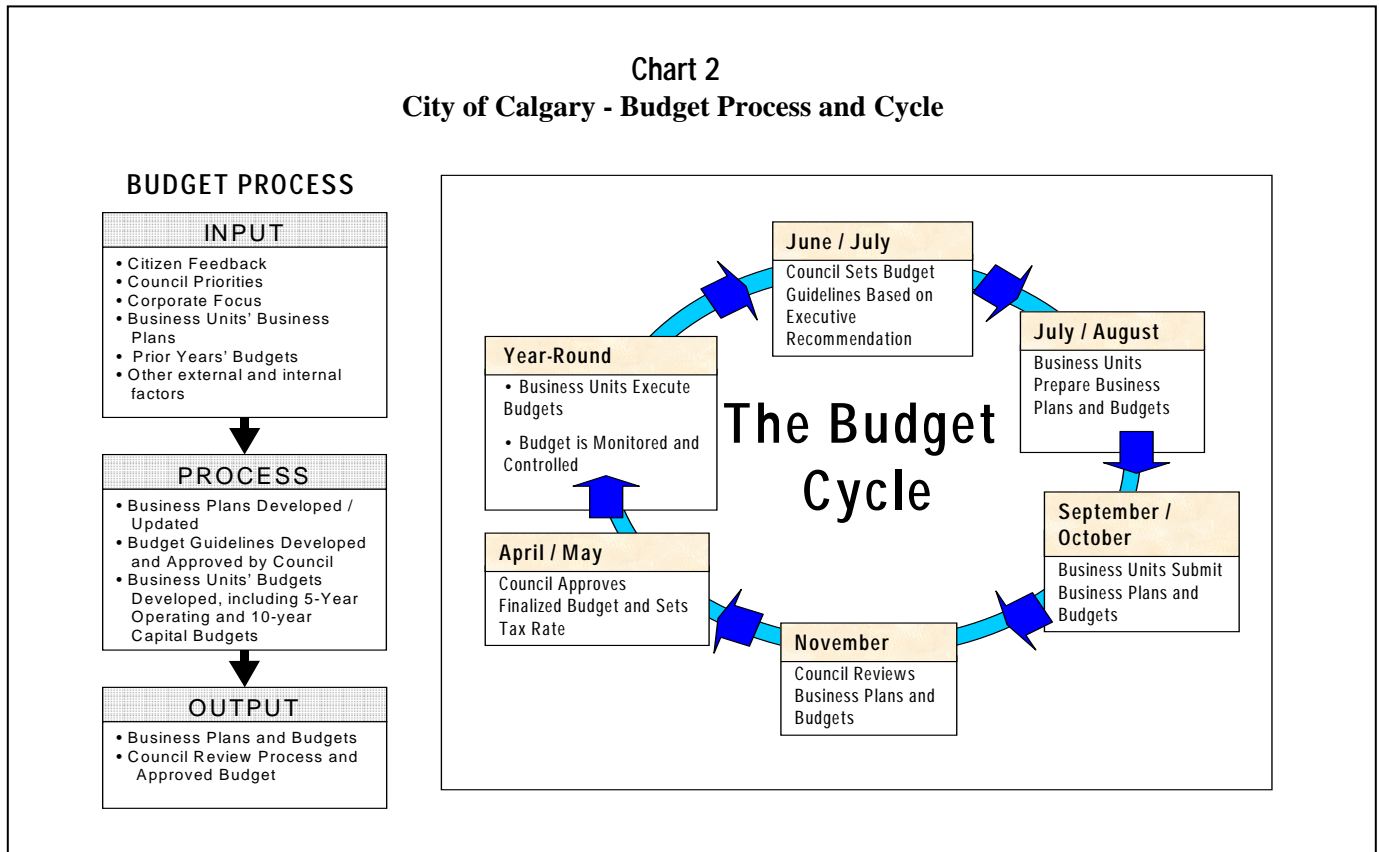 Chart 2
City of Calgary - Budget Process and Cycle
BUDGET PROCESS
INPUT
• Citizen Feedback
• Council Priorities
• Corporate Focus
• Business Units' Business
Plans
• Prior Years' Budgets
• Other external and internal
factors
PROCESS
• Business Plans Developed /
Updated
• Budget Guidelines Developed
and Approved by Council
• Business Units' Budgets
Developed, including 5-Year
Operating and 10-year
Capital Budgets
OUTPUT
• Business Plans and Budgets
• Council Review Process and
Approved Budget
The Budget
Cycle
June / July
Council Sets Budget
Guidelines Based on
Executive
Recommendation
July / August
Business Units
Prepare Business
Plans and Budgets
September /
October
Business Units Submit
Business Plans and
Budgets
November
Council Reviews
Business Plans and
Budgets
April / May
Council Approves
Finalized Budget and Sets
Tax Rate
Year-Round
• Business Units Execute
Budgets
• Budget is Monitored and
Controlled